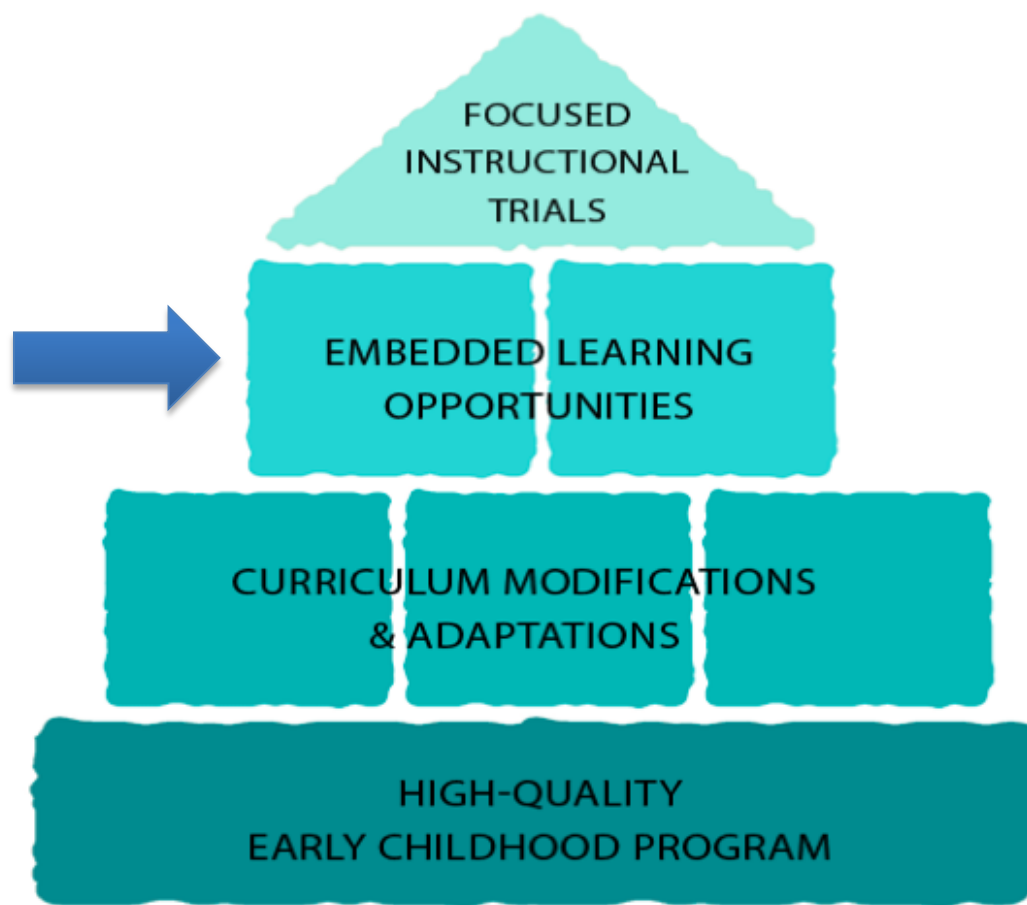 FOCUSED
INSTRUCTIONAL
TRIALS
EMBEDDED LEARNING
OPPORTUNITIES
CURRICULUM MODIFICATIONS
& ADAPTATIONS
HIGH-QUALITY
EARLY CHILDHOOD PROGRAM